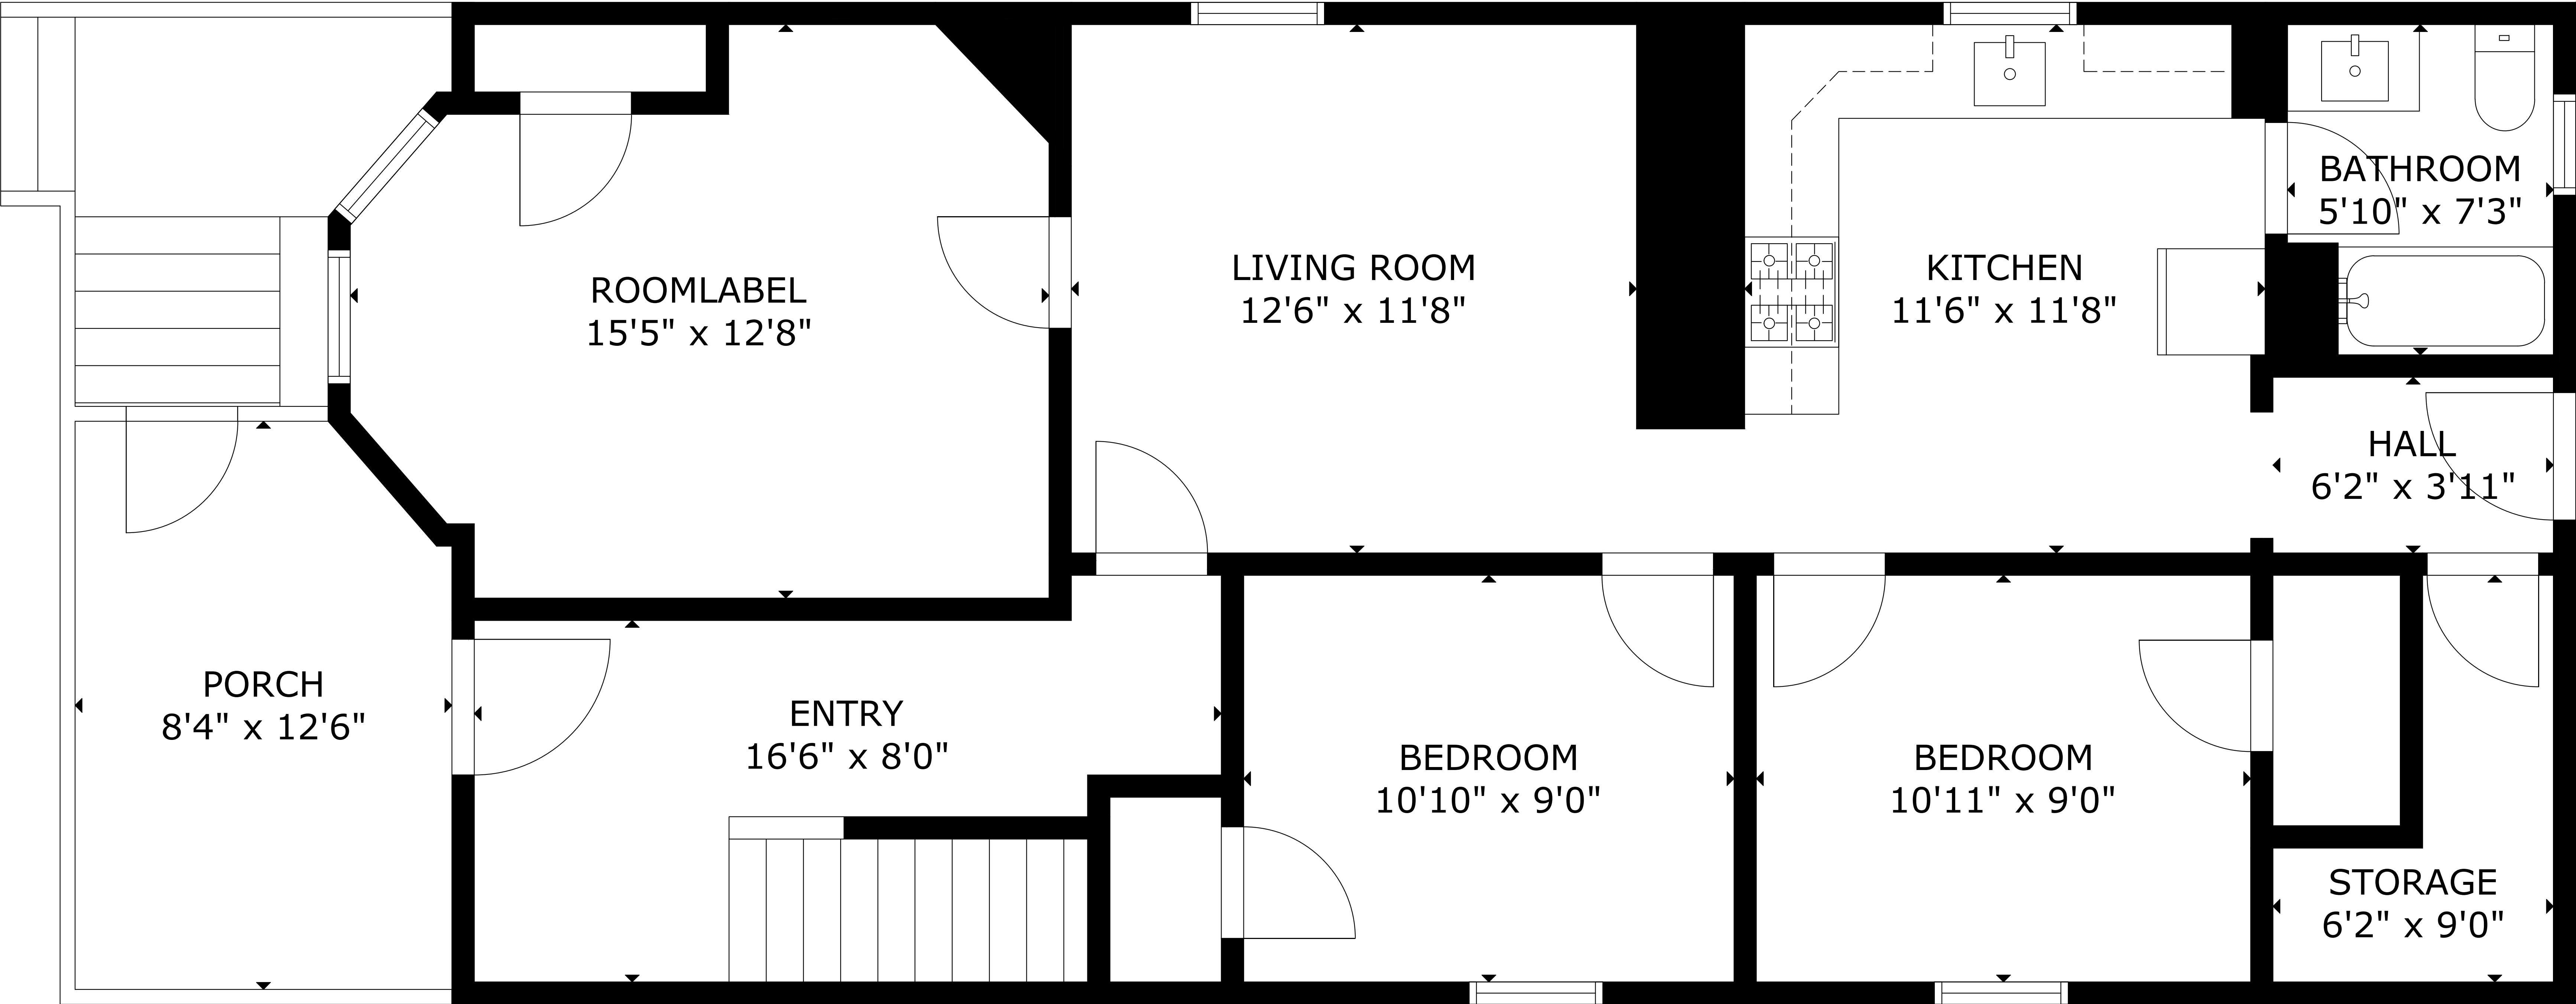 BATHROOM
5'10" x 7'3"
ROOMLABEL
15'5" x 12'8"
LIVING ROOM
12'6" x 11'8"
KITCHEN
11'6" x 11'8"
HALL
6'2" x 3'11"
PORCH
8'4" x 12'6"
ENTRY
16'6" x 8'0"
BEDROOM
10'10" x 9'0"
BEDROOM
10'11" x 9'0"
STORAGE
6'2" x 9'0"